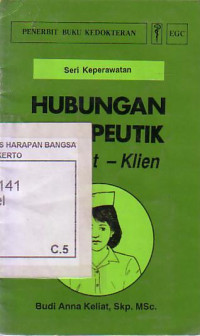 PENERBIT BUKU KEDOKTERAN
EGC
Seri Keperawatan
HUBUNGAN
PEUTIK
t – Klien
S HARAPAN BANGSA
KERTO
141
el
C.5
Budi Anna Keliat, Skp. MSc.